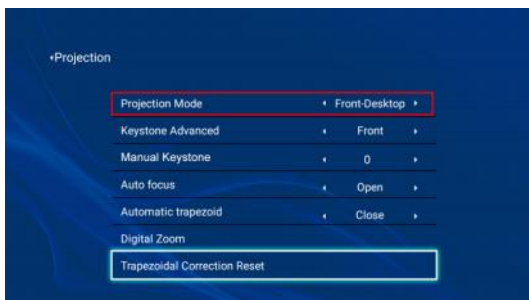 Projection
Projection Mode Front-Desktop
Keystone Advanced Front
Manual Keystone 0
Auto focus Open
Automatic trapezoid Close
Digital Zoom
Trapezoidal Correction Reset